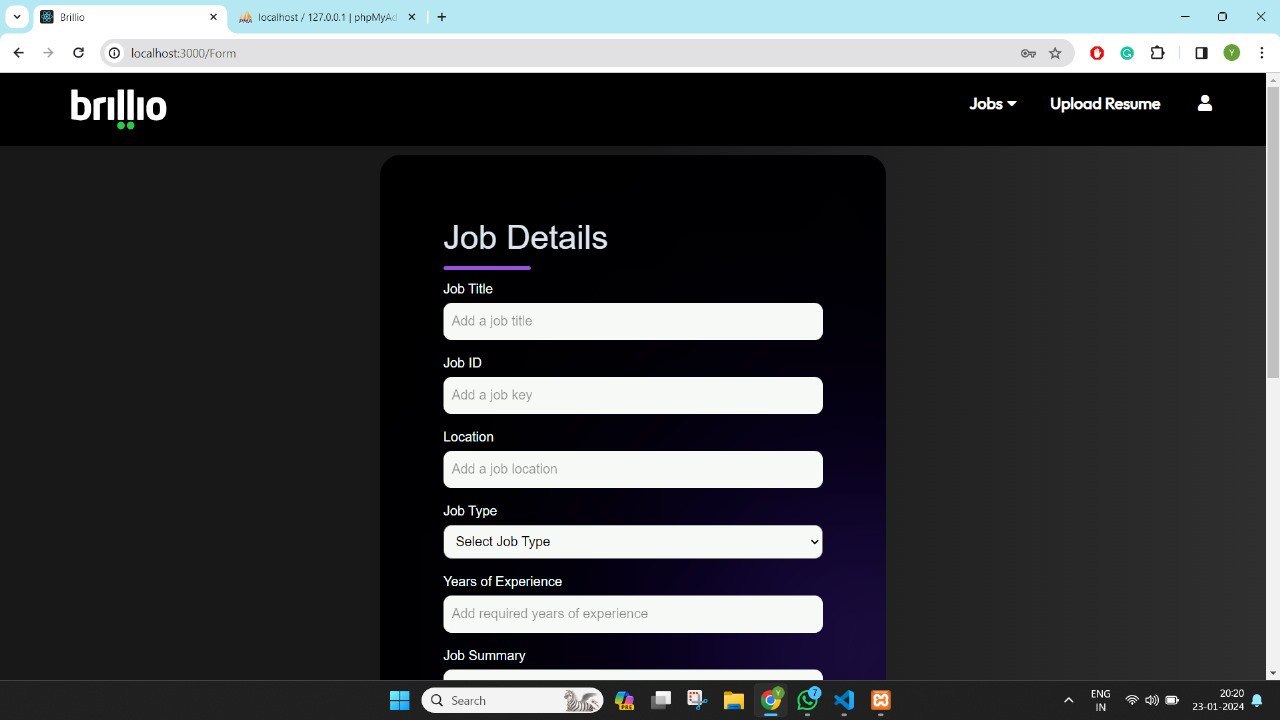 Brillio
localhost / 127.0.0.1 | phpMyAd
localhost:3000/Form
Y
brillio
Jobs
Upload Resume
Job Details
Job Title
Add a job title
Job ID
Add a job key
Location
Add a job location
Job Type
Select Job Type
Years of Experience
Add required years of experience
Job Summary
Search
PRE
Y
7
ENG
IN
20:20
23-01-2024